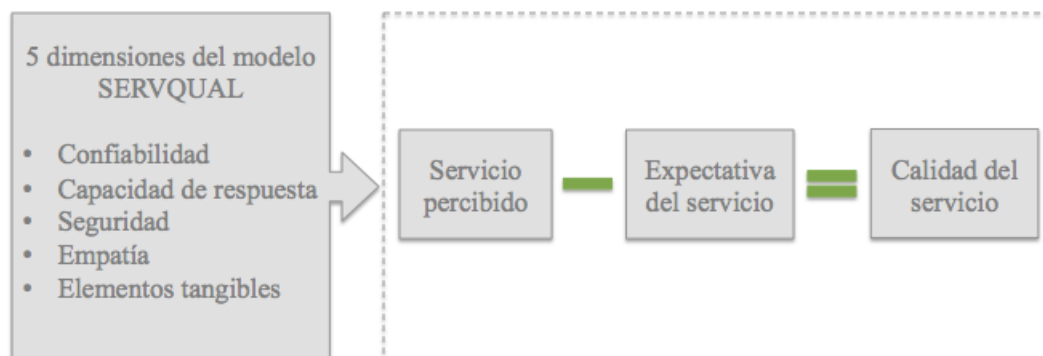 5 dimensiones del modelo
SERVQUAL
• Confiabilidad
• Capacidad de respuesta
• Seguridad
• Empatía
• Elementos tangibles
Servicio
percibido
Expectativa
del servicio
Calidad del
servicio